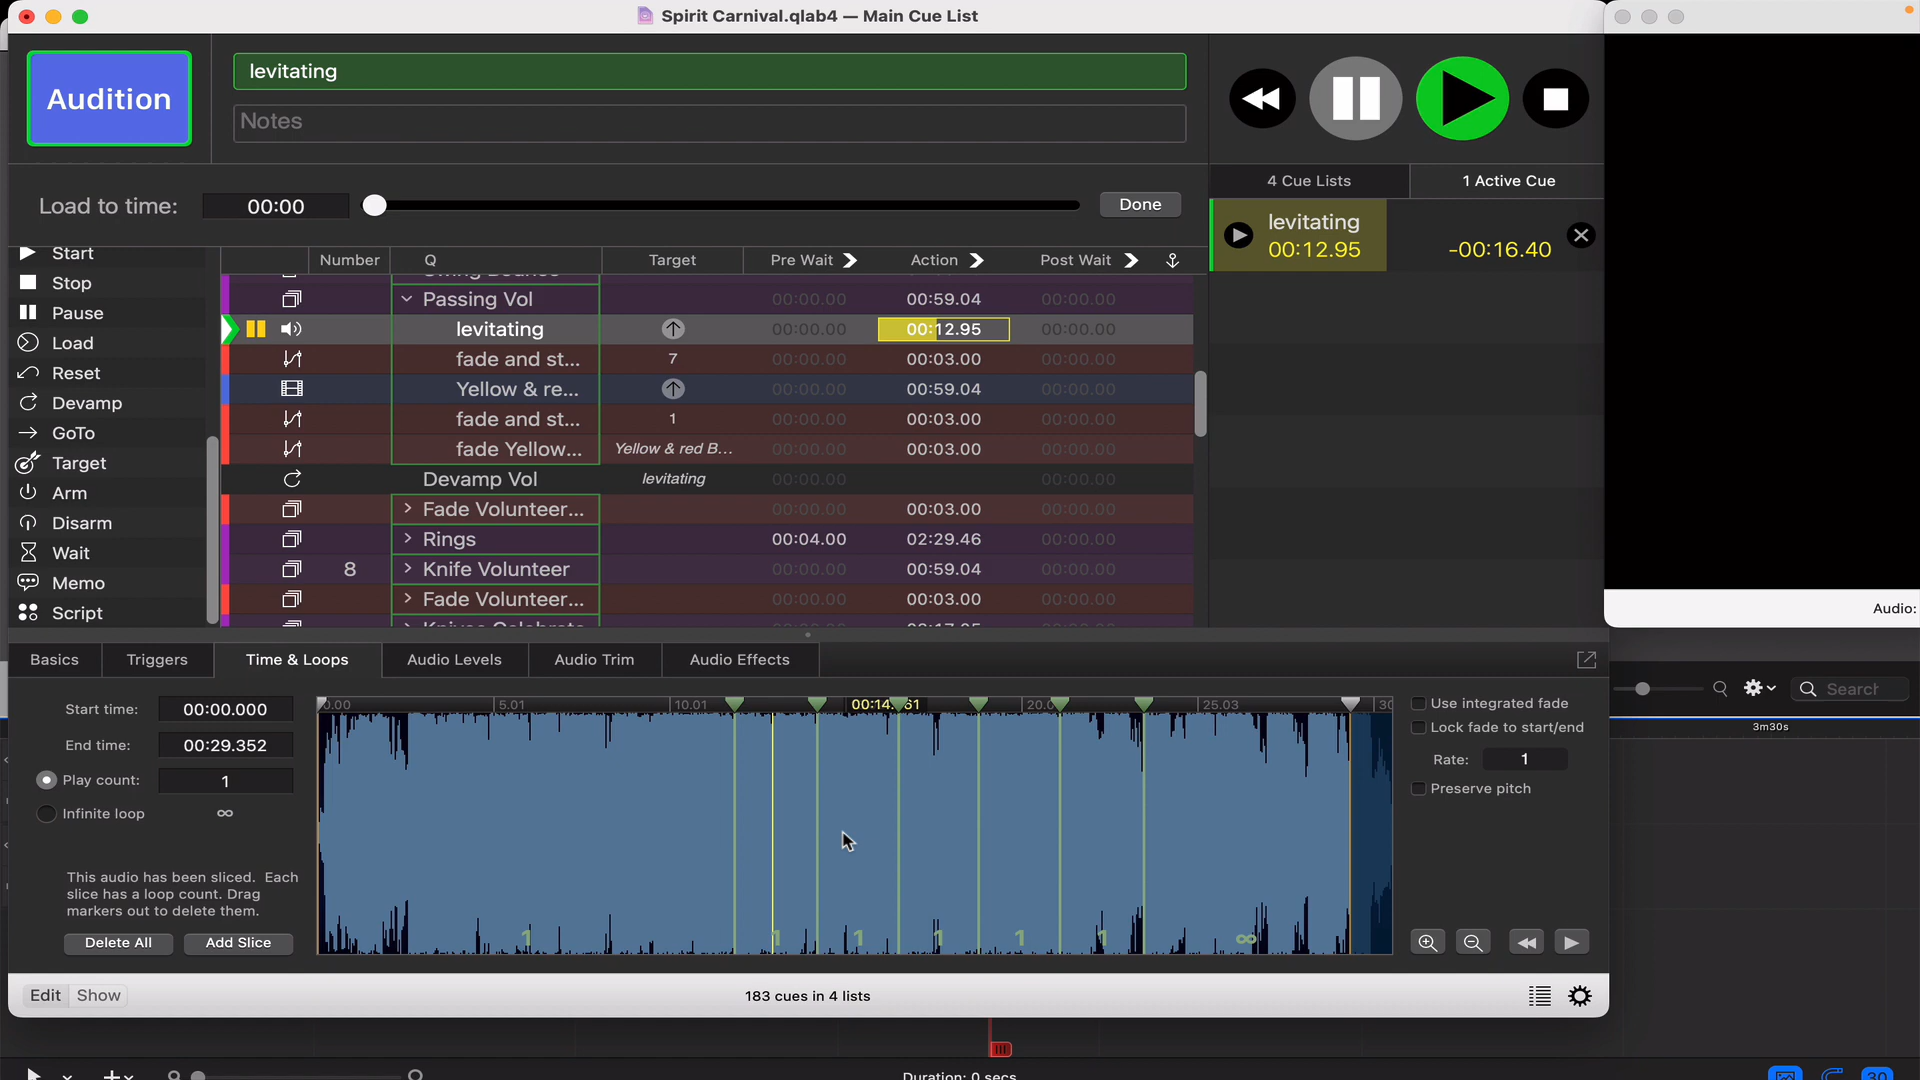 Spirit Carnival.qlab4 — Main Cue List
Audition
levitating
Notes
Load to time:
00:00
Done
4 Cue Lists
1 Active Cue
levitating
00:12.95
-00:16.40
Number
Q
Target
Pre Wait
Action
Post Wait
Start
Stop
Pause
Load
Reset
Devamp
GoTo
Target
Arm
Disarm
Wait
Memo
Script
Passing Vol 00:00.00 00:59.04 00:00.00
levitating 00:00.00 00:12.95 00:00.00
fade and st... 7 00:00.00 00:03.00 00:00.00
Yellow & re... 00:00.00 00:59.04 00:00.00
fade and st... 1 00:00.00 00:03.00 00:00.00
fade Yellow... Yellow & red B... 00:00.00 00:03.00 00:00.00
Devamp Vol levitating 00:00.00 00:00.00
Fade Volunteer... 00:00.00 00:03.00 00:00.00
Rings 00:04.00 02:29.46 00:00.00
8 Knife Volunteer 00:00.00 00:59.04 00:00.00
Fade Volunteer... 00:00.00 00:03.00 00:00.00
Audio:
Basics
Triggers
Time & Loops
Audio Levels
Audio Trim
Audio Effects
Start time: 00:00.000
End time: 00:29.352
Play count: 1
Infinite loop ∞
This audio has been sliced. Each
slice has a loop count. Drag
markers out to delete them.
Delete All
Add Slice
0.00 5.01 10.01 20.0 25.03 30
1 1 1 1 1 1 ∞
Use integrated fade
Lock fade to start/end
Rate: 1
Preserve pitch
Search
3m30s
Edit
Show
183 cues in 4 lists
Duration: 0 secs
30